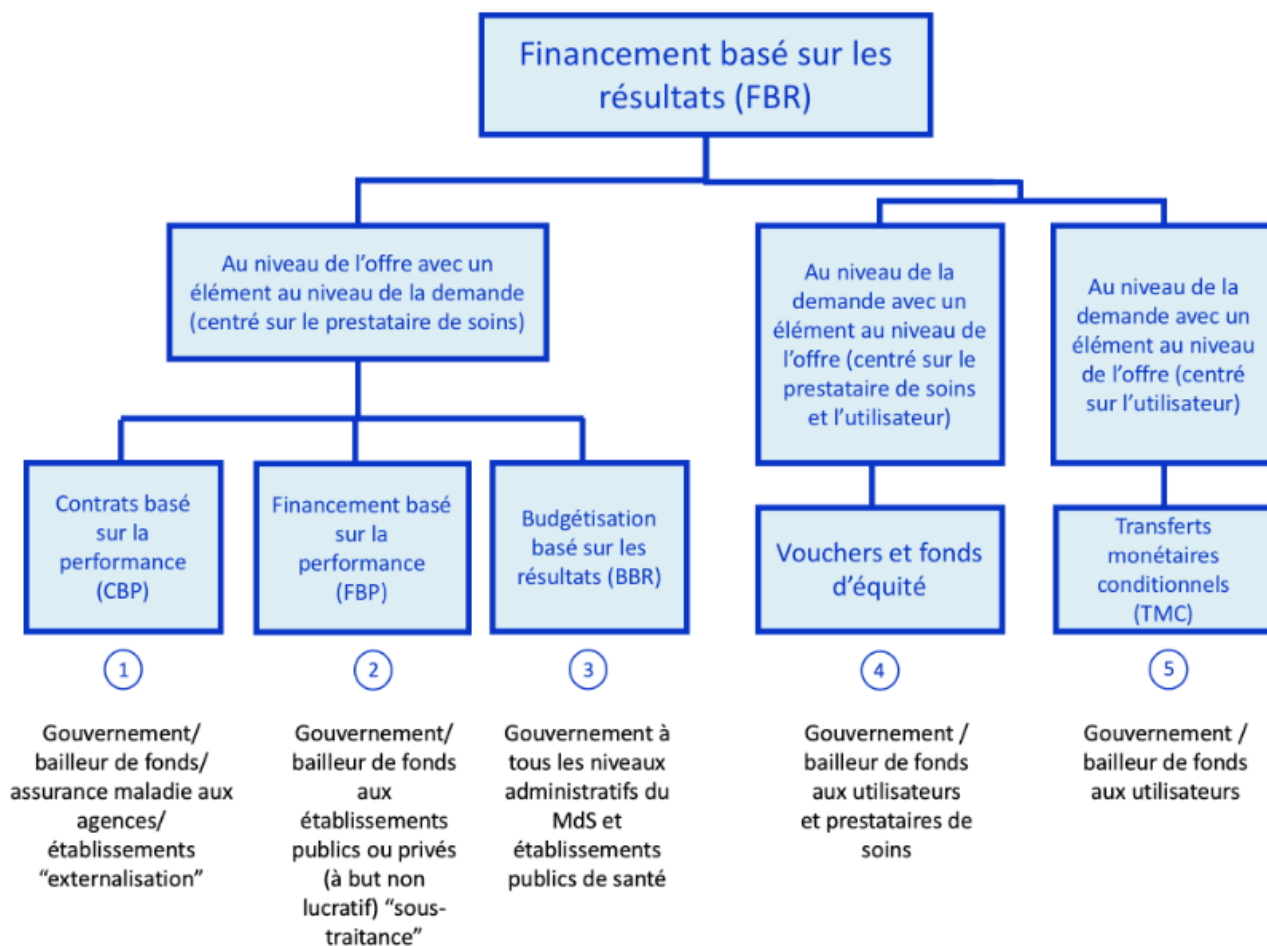 Financement basé sur les
résultats (FBR)
Au niveau de l'offre avec un
élément au niveau de la demande
(centré sur le prestataire de soins)
Au niveau de la
demande avec un
élément au niveau de
l'offre (centré sur le
prestataire de soins
et l'utilisateur)
Au niveau de la
demande avec un
élément au niveau
de l'offre (centré
sur l'utilisateur)
Contrats basé
sur la
performance
(CBP)
Financement basé
sur la
performance
(FBP)
Budgétisation
basé sur les
résultats (BBR)
Vouchers et fonds
d'équité
Transferts
monétaires
conditionnels
(TMC)
1
2
3
4
5
Gouvernement/
bailleur de fonds/
assurance maladie aux
agences/
établissements
“externalisation”
Gouvernement/
bailleur de fonds
aux
établissements
publics ou privés
(à but non
lucratif) “sous-
traitance”
Gouvernement à
tous les niveaux
administratifs du
MdS et
établissements
publics de santé
Gouvernement /
bailleur de fonds
aux utilisateurs
et prestataires de
soins
Gouvernement /
bailleur de fonds
aux utilisateurs